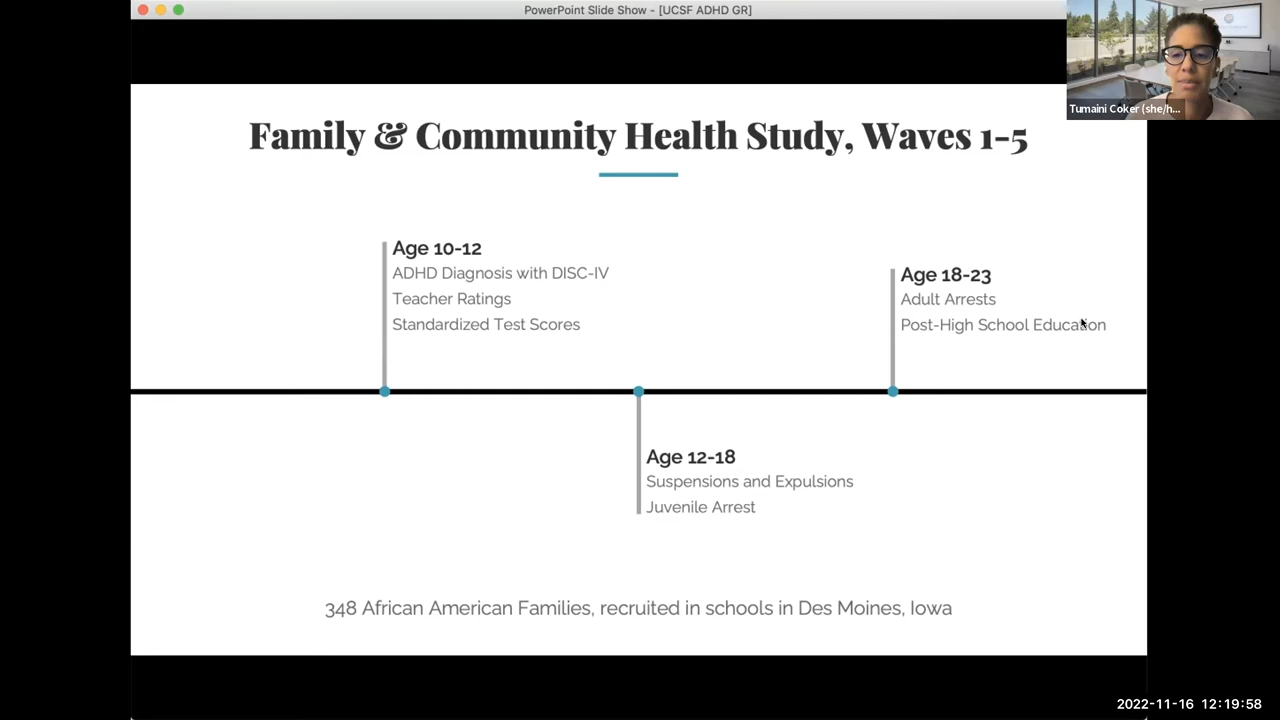 PowerPoint Slide Show - [UCSF ADHD GR]
Tumaini Coker (she/h...
Family & Community Health Study, Waves 1-5
Age 10-12
ADHD Diagnosis with DISC-IV
Teacher Ratings
Standardized Test Scores
Age 18-23
Adult Arrests
Post-High School Education
Age 12-18
Suspensions and Expulsions
Juvenile Arrest
348 African American Families, recruited in schools in Des Moines, Iowa
2022-11-16 12:19:58